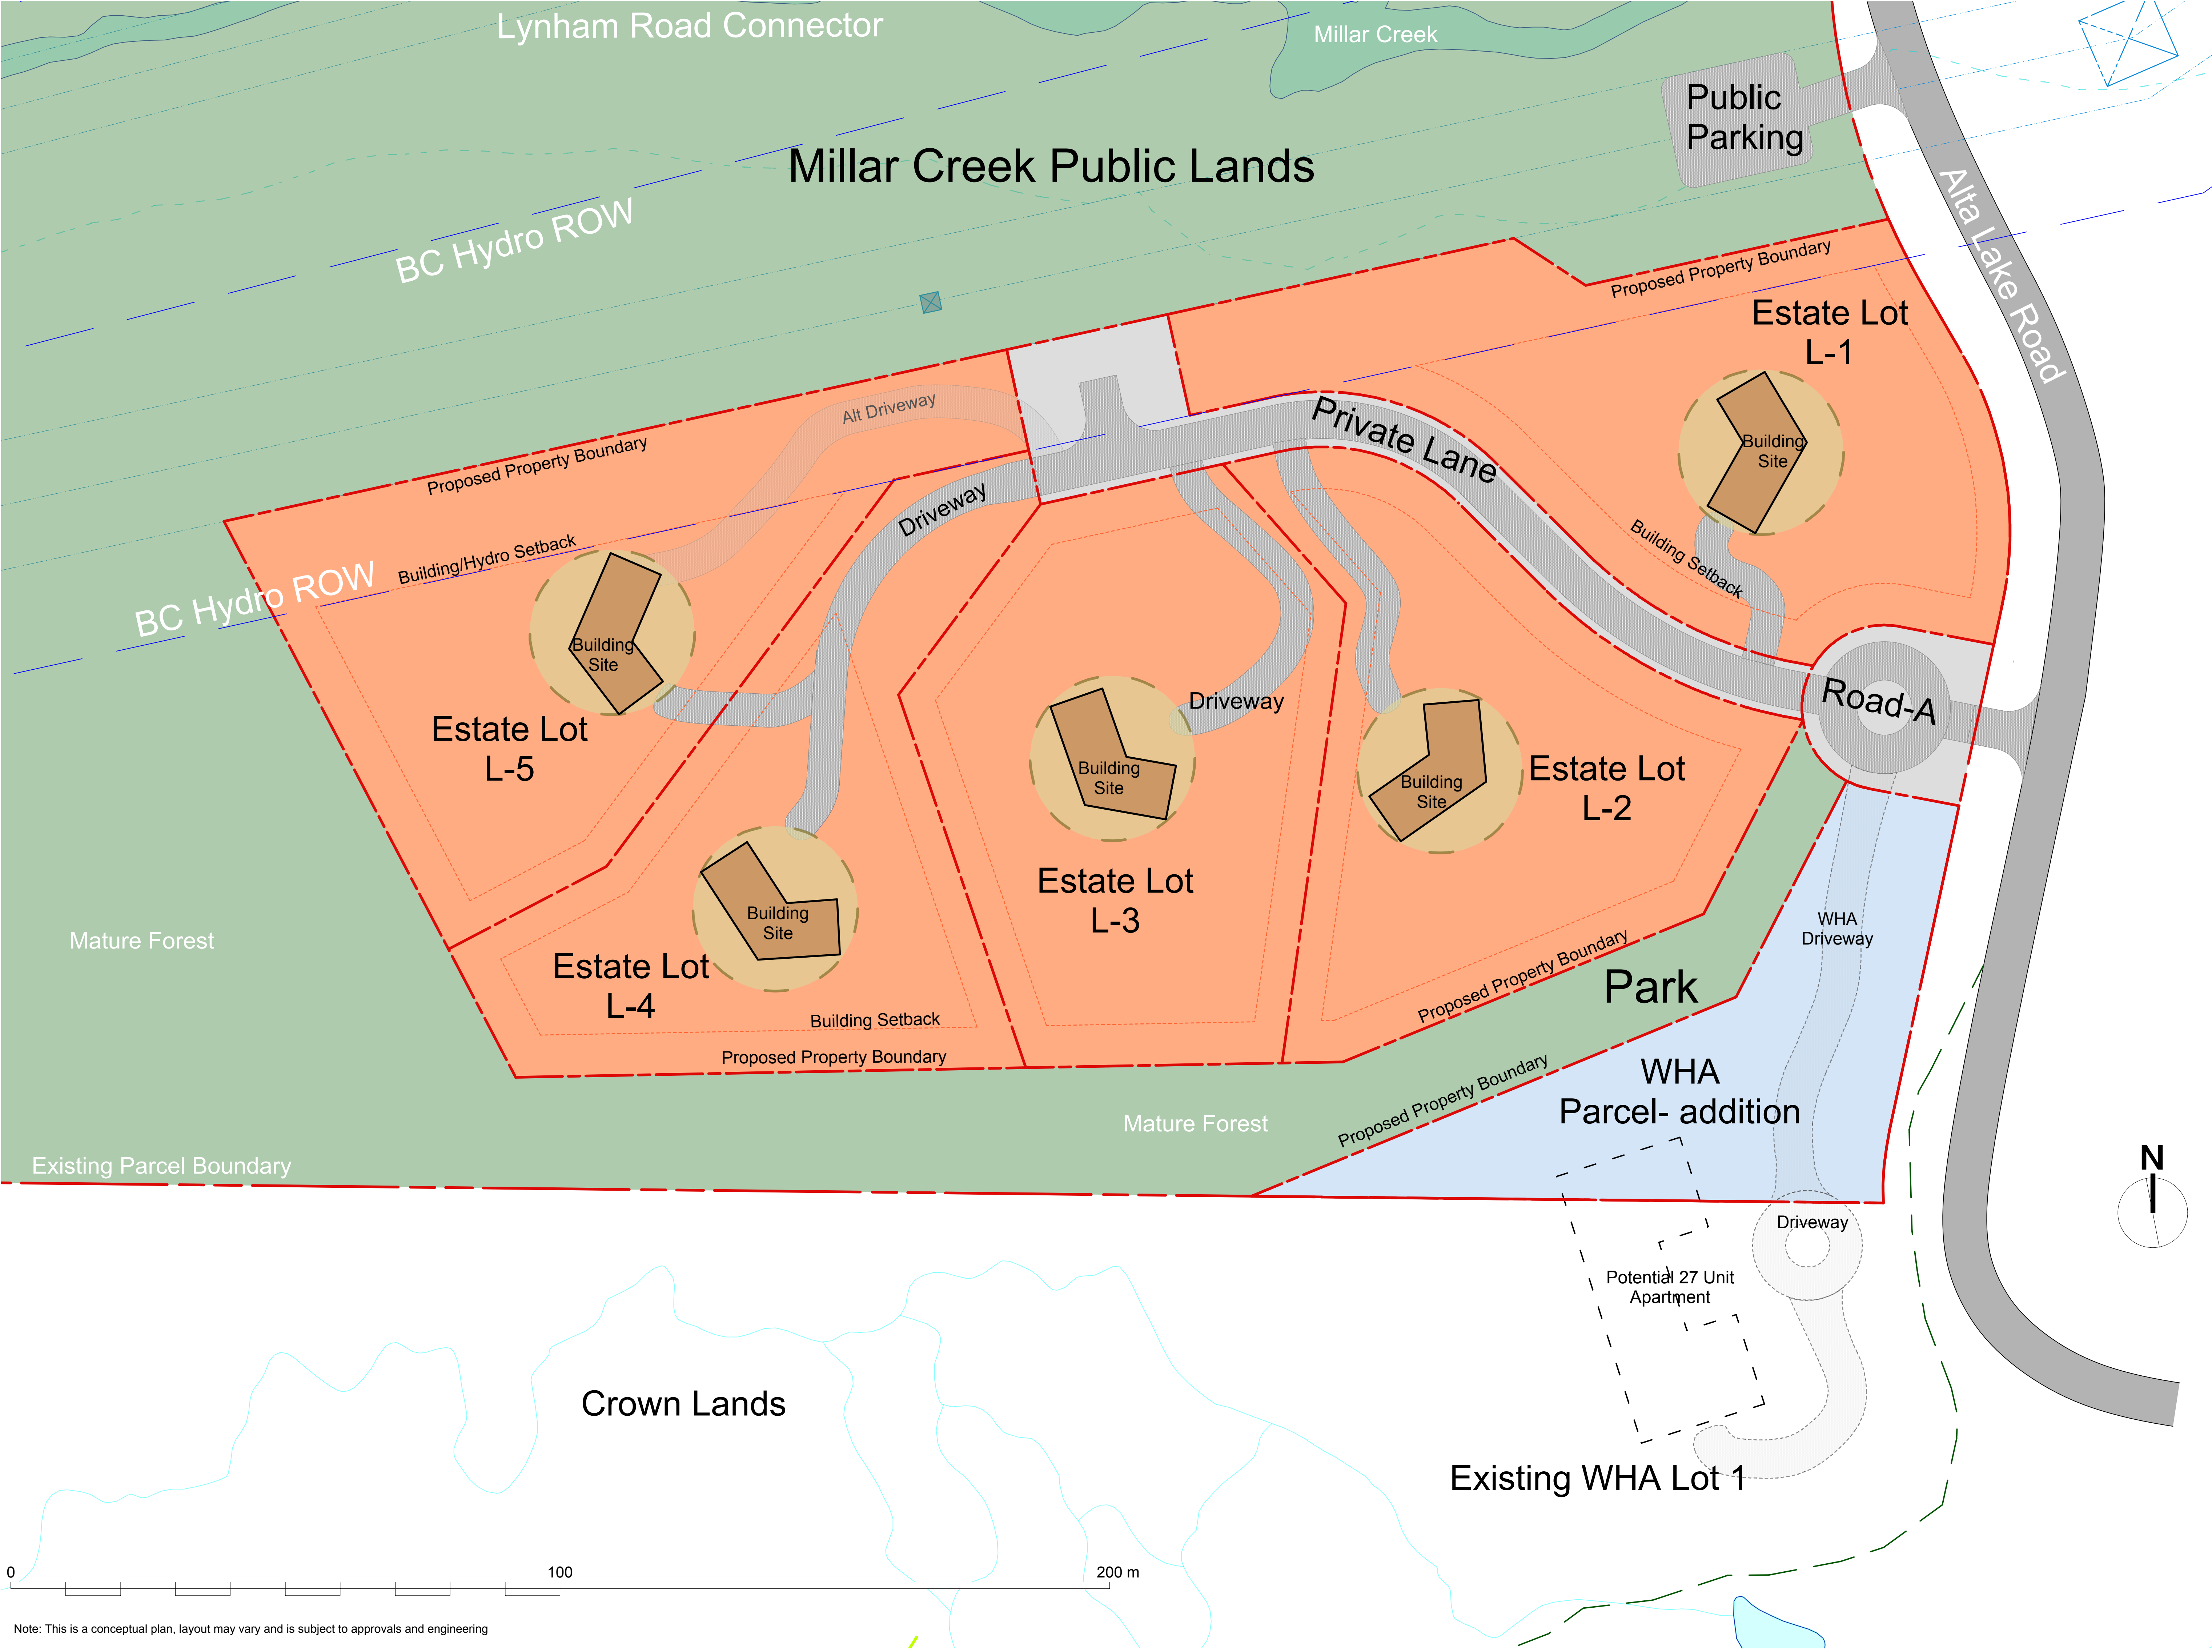 Lynham Road Connector
Millar Creek
Public
Parking
Millar Creek Public Lands
Alta Lake Road
BC Hydro ROW
Proposed Property Boundary
Estate Lot
L-1
Alt Driveway
Private Lane
Building
Site
Proposed Property Boundary
Driveway
Building/Hydro Setback
Building Setback
BC Hydro ROW
Building
Site
Estate Lot
L-5
Driveway
Road-A
Building
Site
Building
Site
Estate Lot
L-2
Estate Lot
L-3
Building
Site
WHA
Driveway
Mature Forest
Estate Lot
L-4
Proposed Property Boundary
Park
Building Setback
Proposed Property Boundary
WHA
Parcel- addition
Proposed Property Boundary
Mature Forest
Existing Parcel Boundary
N
Driveway
Potential 27 Unit
Apartment
Crown Lands
Existing WHA Lot 1
0 100 200 m
Note: This is a conceptual plan, layout may vary and is subject to approvals and engineering